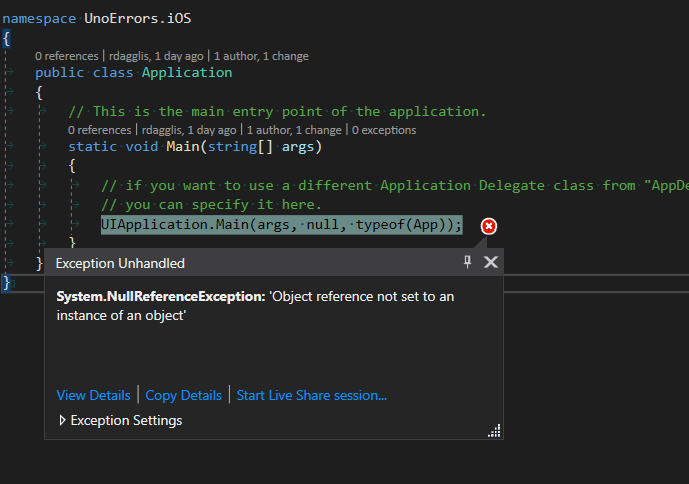 namespace UnoErrors.iOS
{
0 references | rdagglis, 1 day ago | 1 author, 1 change
public class Application
{
// This is the main entry point of the application.
0 references | rdagglis, 1 day ago | 1 author, 1 change | 0 exceptions
static void Main(string[] args)
{
// if you want to use a different Application Delegate class from "AppDe
// you can specify it here.
UIApplication.Main(args, null, typeof(App));
}
}
}
Exception Unhandled
System.NullReferenceException: 'Object reference not set to an
instance of an object'
View Details | Copy Details | Start Live Share session...
Exception Settings